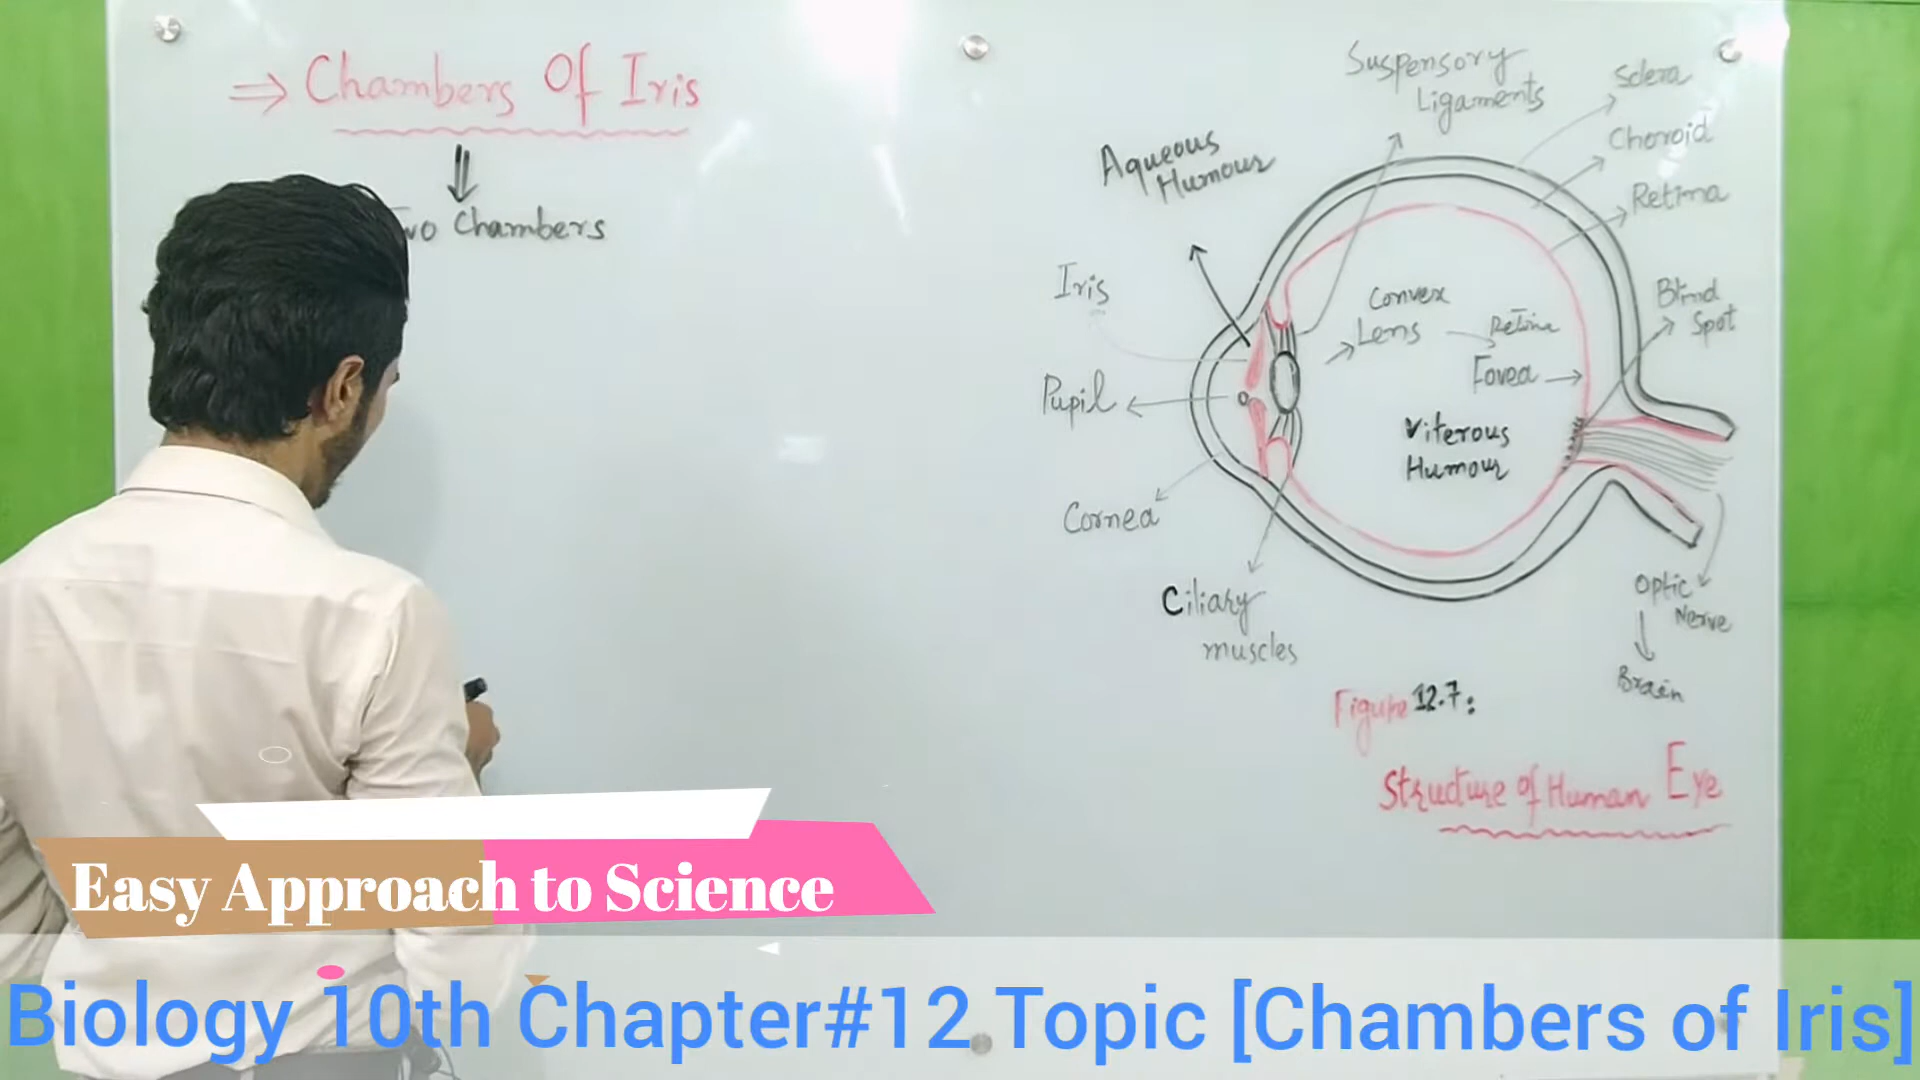 ⇒ Chambers Of Iris
Chambers
Suspensory
Ligaments
Sclera
Choroid
Retina
Aqueous
Humour
Iris
Convex
Lens
Retina
Fovea
Blind
Spot
Pupil
Viterous
Humour
Cornea
Ciliary
muscles
Optic
Nerve
Brain
Figure 12.7:
Structure of Human Eye
Easy Approach to Science
Biology 10th Chapter#12 Topic [Chambers of Iris]